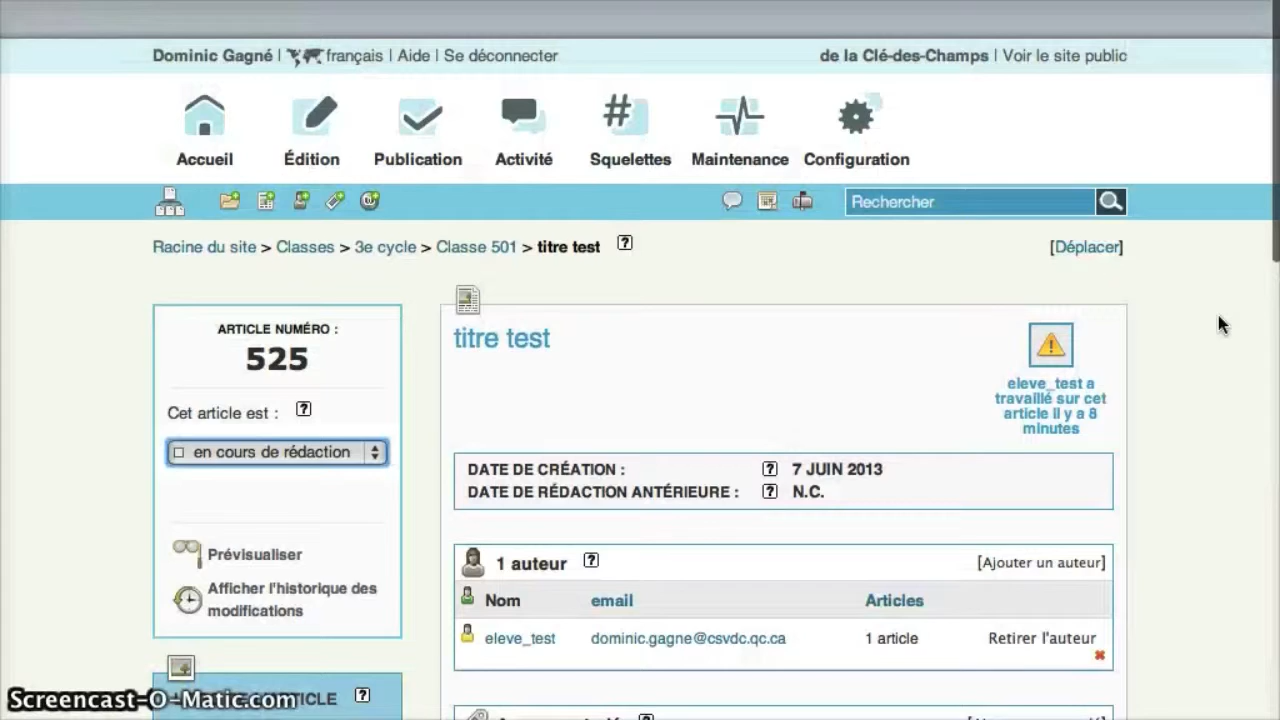 Dominic Gagné | français | Aide | Se déconnecter
de la Clé-des-Champs | Voir le site public
Accueil
Édition
Publication
Activité
Squelettes
Maintenance
Configuration
Rechercher
Racine du site > Classes > 3e cycle > Classe 501 > titre test ?
[Déplacer]
ARTICLE NUMÉRO :
525
Cet article est : ?
en cours de rédaction
Prévisualiser
Afficher l'historique des
modifications
titre test
eleve_test a
travaillé sur cet
article il y a 8
minutes
DATE DE CRÉATION : ? 7 JUIN 2013
DATE DE RÉDACTION ANTÉRIEURE : ? N.C.
1 auteur ? [Ajouter un auteur]
Nom email Articles
eleve_test dominic.gagne@csvdc.qc.ca 1 article Retirer l'auteur
ICLE ?
Screencast-O-Matic.com